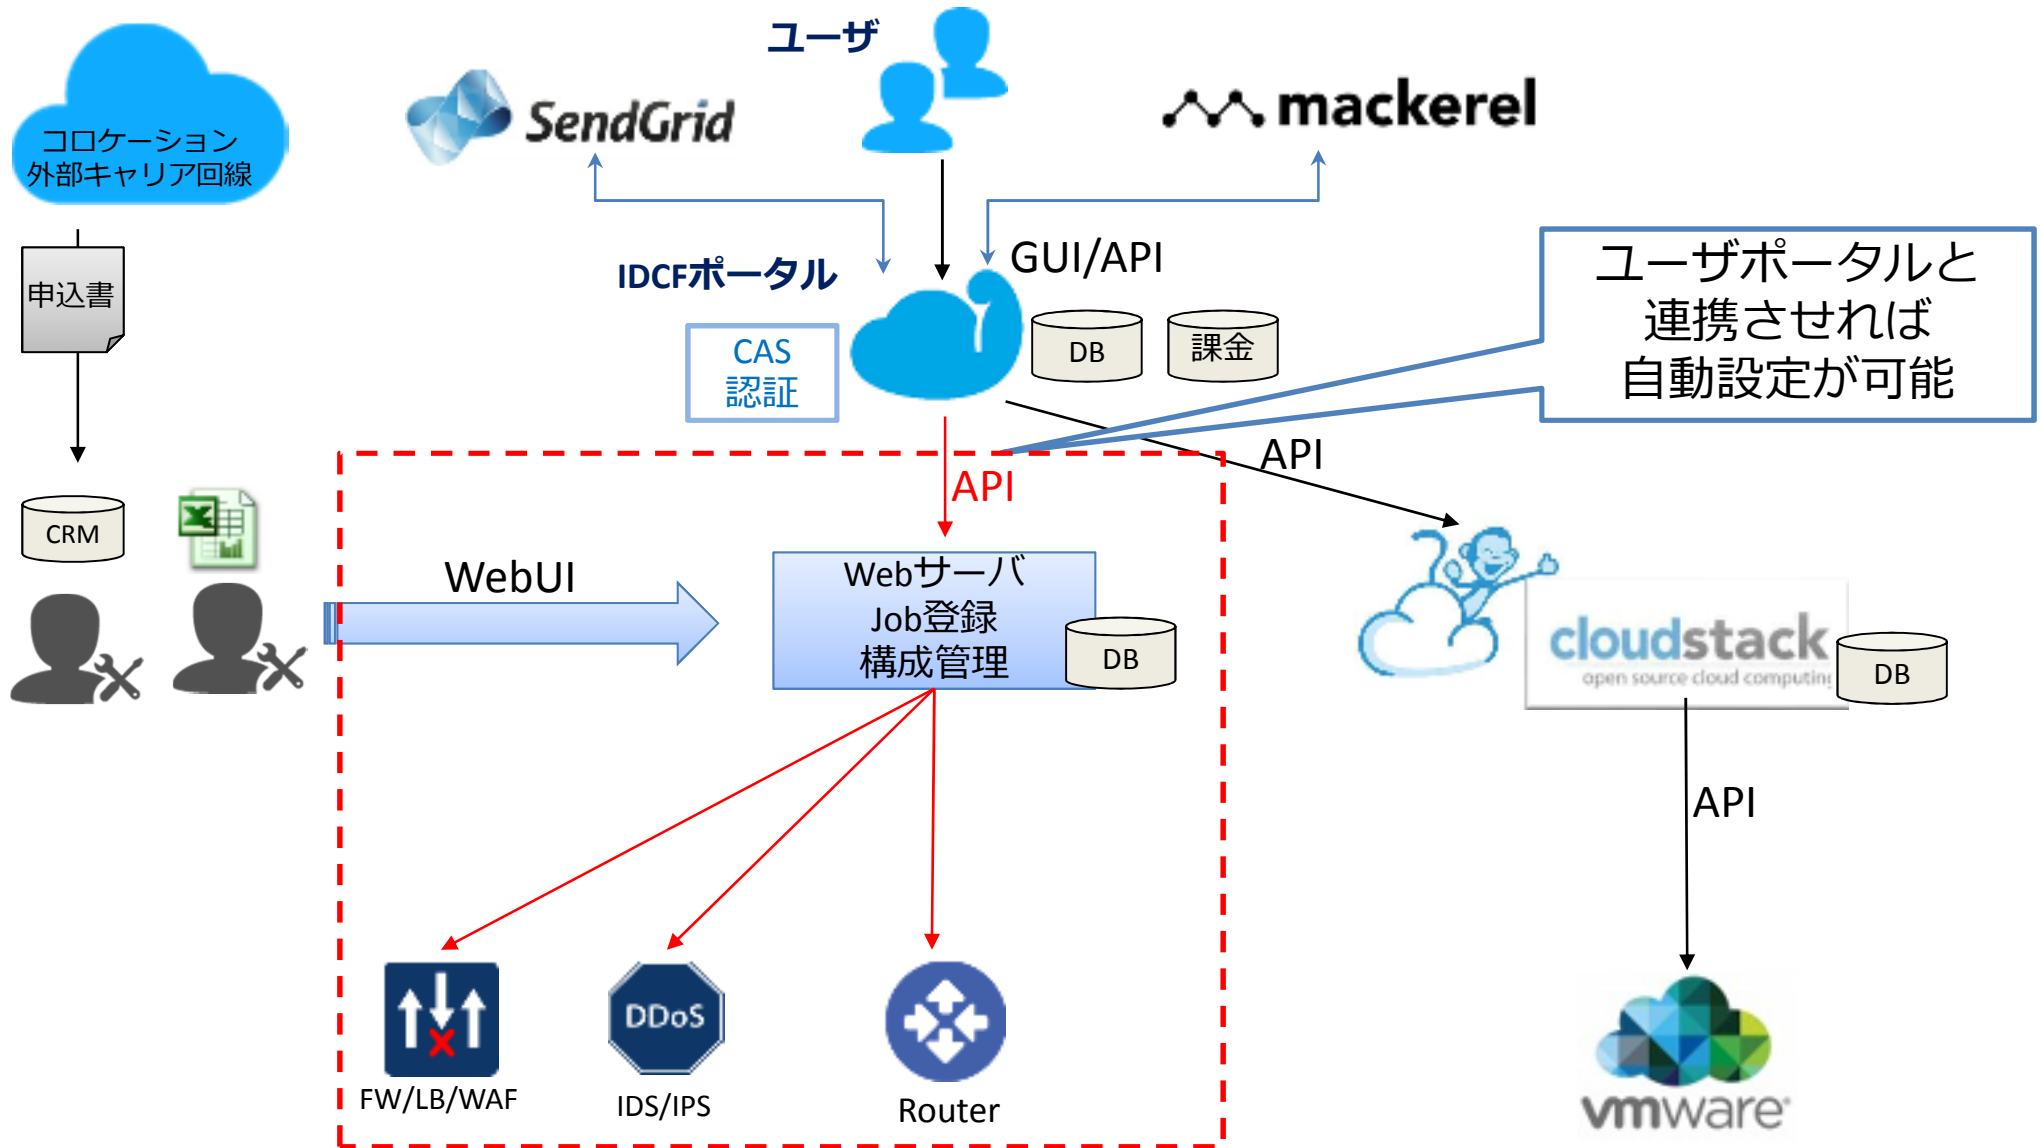 ユーザ
SendGrid
mackerel
コロケーション
外部キャリア回線
申込書
IDCFポータル
GUI/API
CAS
認証
DB
課金
ユーザポータルと
連携させれば
自動設定が可能
API
API
CRM
WebUI
Webサーバ
Job登録
構成管理
DB
cloudstack
open source cloud computing
DB
API
DDoS
FW/LB/WAF
IDS/IPS
Router
vmware